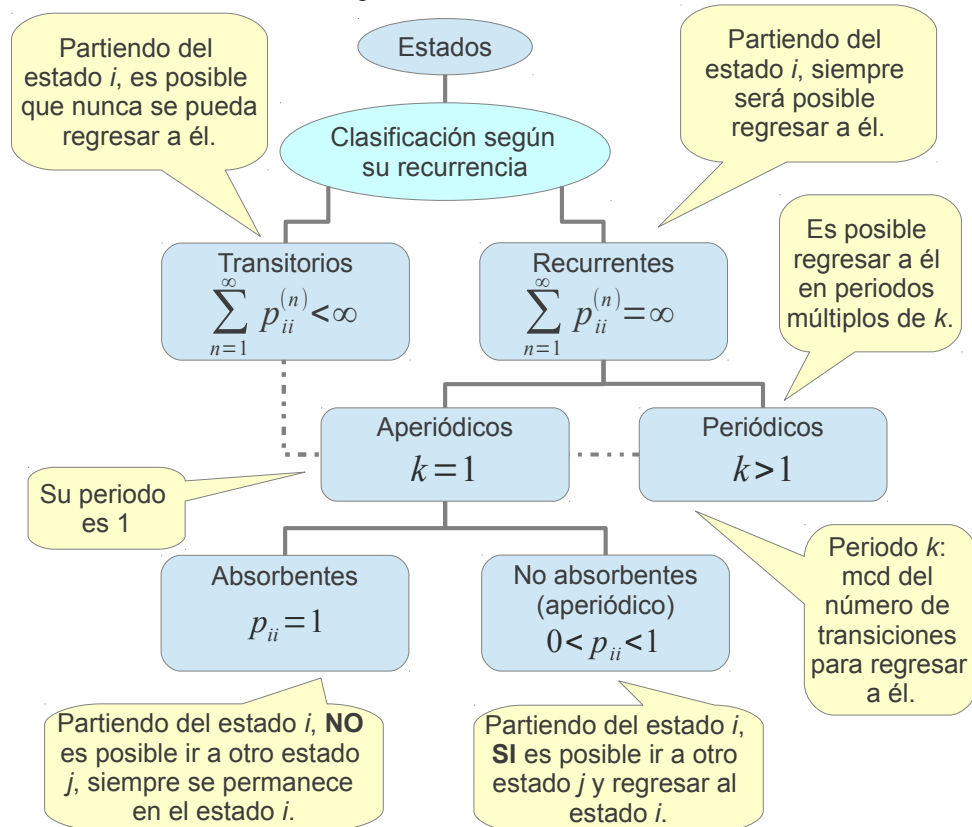 Estados
Partiendo del
estado i, es posible
que nunca se pueda
regresar a él.
Clasificación según
su recurrencia
Partiendo del
estado i, siempre
será posible
regresar a él.
Transitorios
∑_{n=1}^{∞} p_{ii}^{(n)} < ∞
Recurrentes
∑_{n=1}^{∞} p_{ii}^{(n)} = ∞
Es posible
regresar a él
en periodos
múltiplos de k.
Aperiódicos
k = 1
Periódicos
k > 1
Su periodo
es 1
Absorbentes
p_{ii} = 1
No absorbentes
(aperiódico)
0 < p_{ii} < 1
Periodo k:
mcd del
número de
transiciones
para regresar
a él.
Partiendo del estado i, NO
es posible ir a otro estado
j, siempre se permanece
en el estado i.
Partiendo del estado i,
SI es posible ir a otro
estado j y regresar al
estado i.